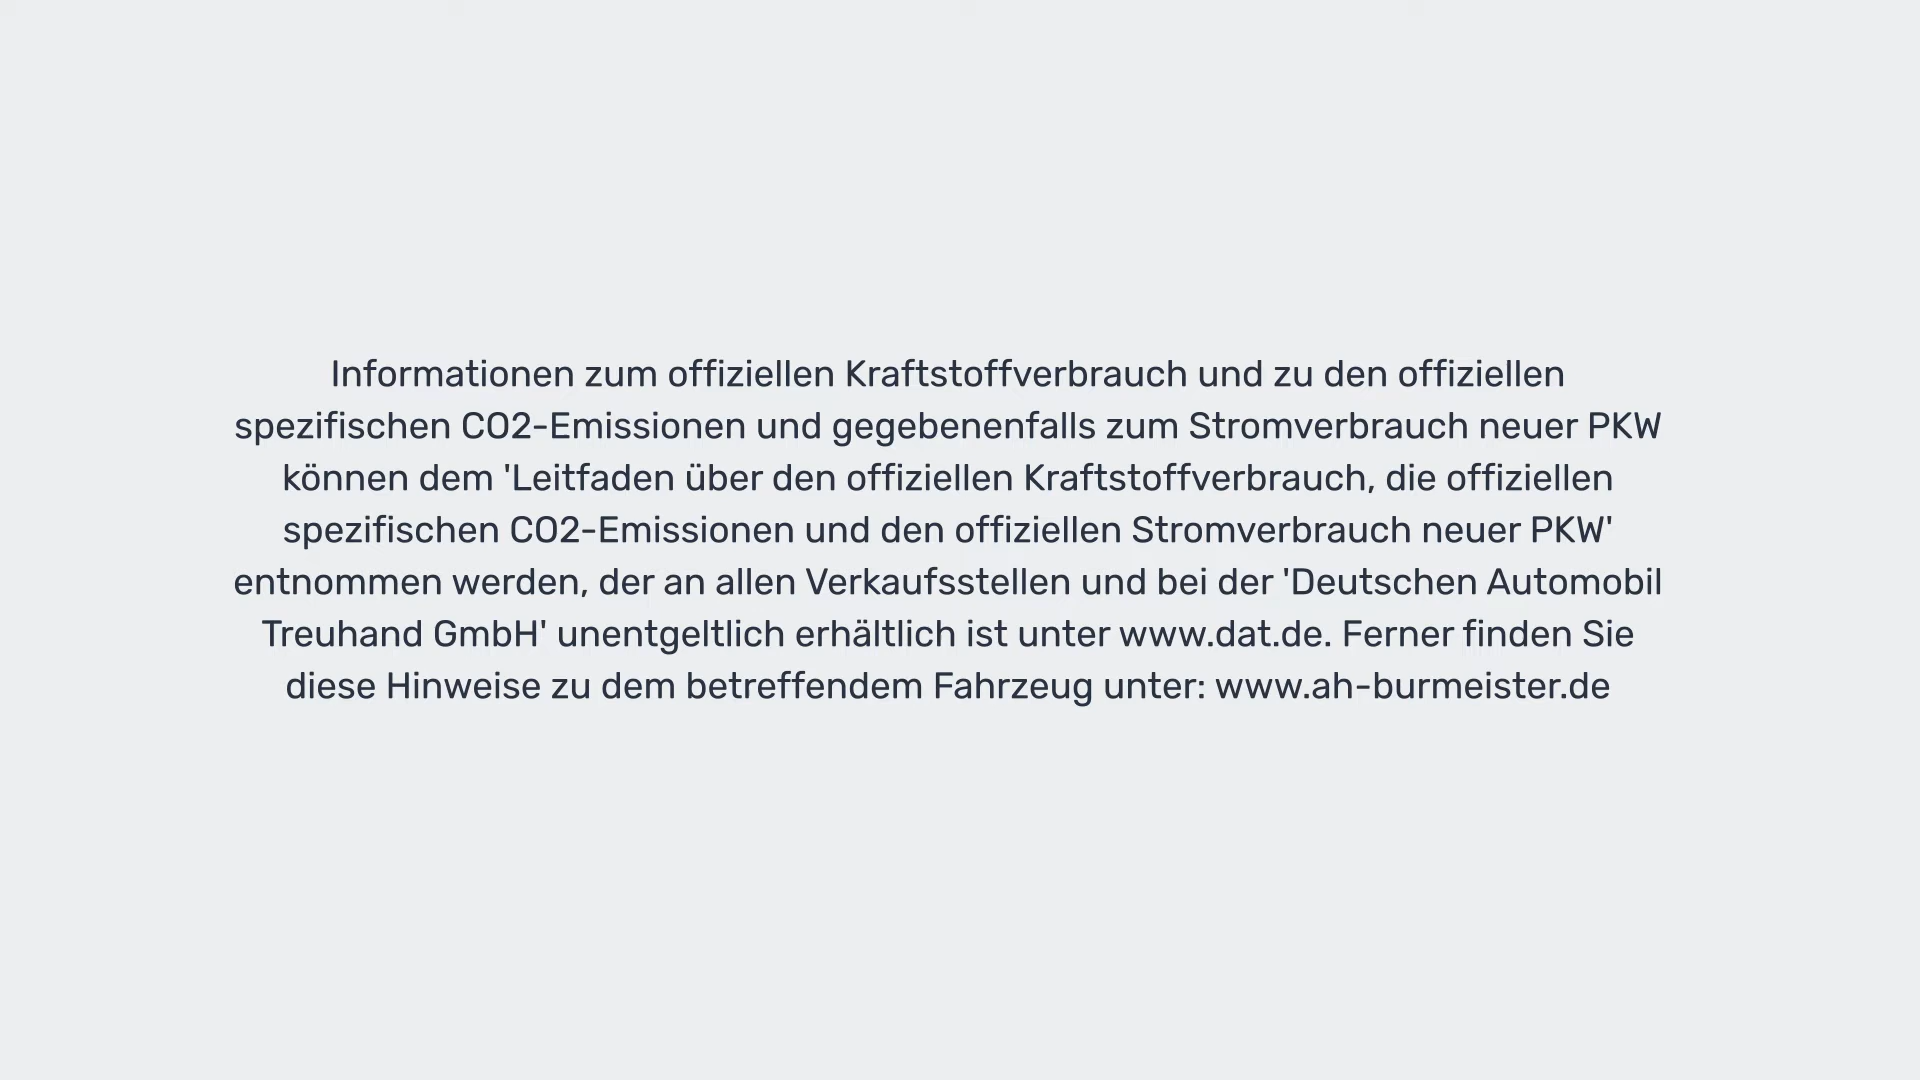 Informationen zum offiziellen Kraftstoffverbrauch und zu den offiziellen
spezifischen CO2-Emissionen und gegebenenfalls zum Stromverbrauch neuer PKW
können dem 'Leitfaden über den offiziellen Kraftstoffverbrauch, die offiziellen
spezifischen CO2-Emissionen und den offiziellen Stromverbrauch neuer PKW'
entnommen werden, der an allen Verkaufsstellen und bei der 'Deutschen Automobil
Treuhand GmbH' unentgeltlich erhältlich ist unter www.dat.de. Ferner finden Sie
diese Hinweise zu dem betreffendem Fahrzeug unter: www.ah-burmeister.de